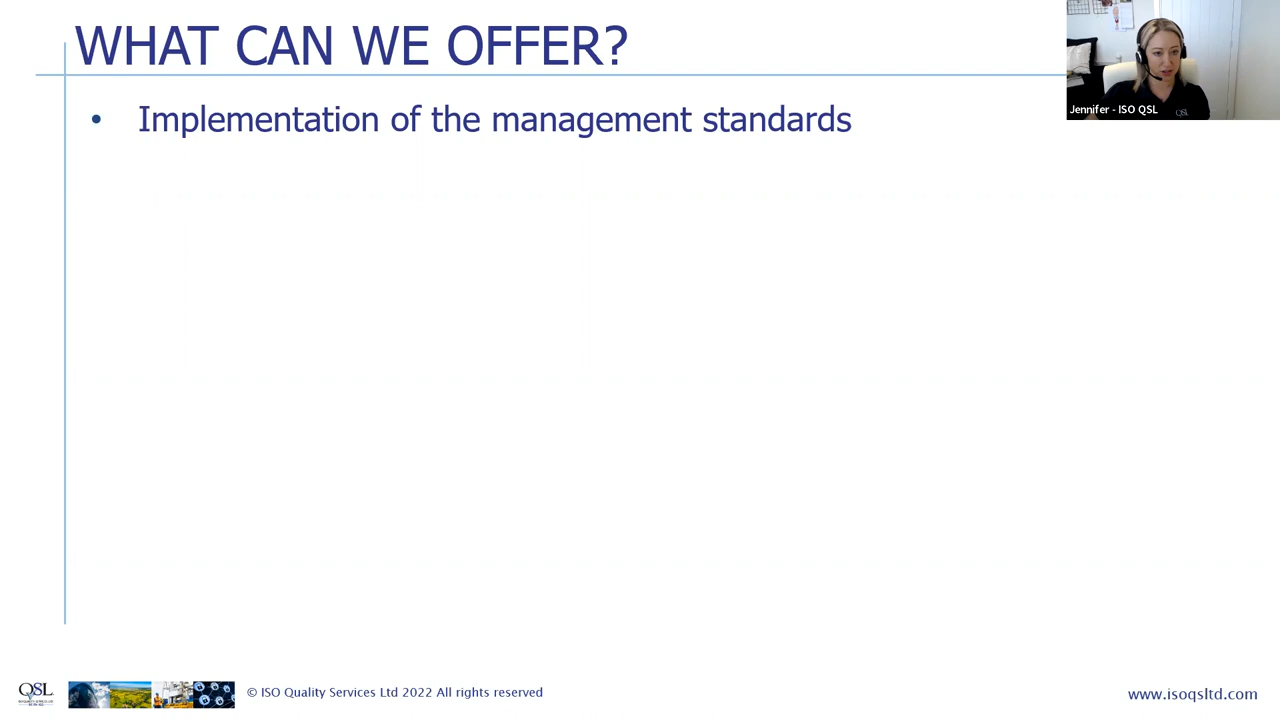 WHAT CAN WE OFFER?
Jennifer - ISO QSL
• Implementation of the management standards
QSL
QSL
© ISO Quality Services Ltd 2022 All rights reserved
www.isoqsltd.com